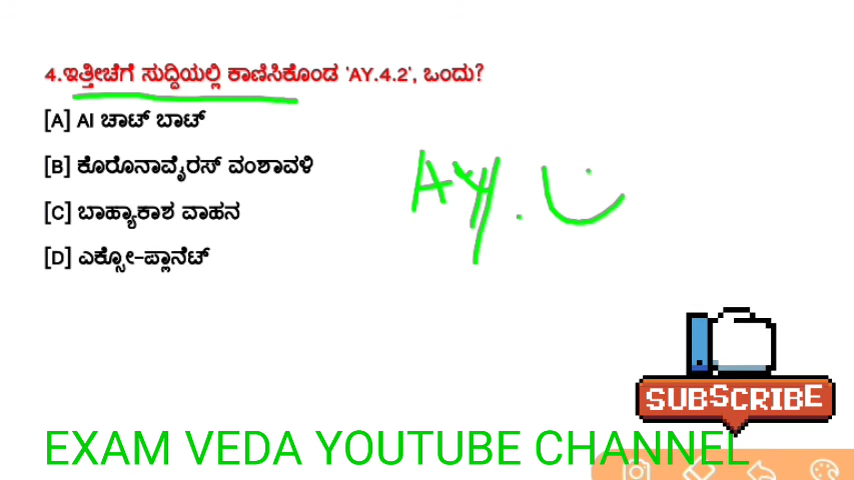 4.ಇತ್ತೀಚೆಗೆ ಸುದ್ದಿಯಲ್ಲಿ ಕಾಣಿಸಿಕೊಂಡ 'AY.4.2', ಒಂದು?
[A] AI ಚಾಟ್ ಬಾಟ್
[B] ಕೊರೊನಾವೈರಸ್ ವಂಶಾವಳಿ
[C] ಬಾಹ್ಯಾಕಾಶ ವಾಹನ
[D] ಎಕ್ಸೋ-ಪ್ಲಾನೆಟ್
AY.
SUBSCRIBE
EXAM VEDA YOUTUBE CHANNEL